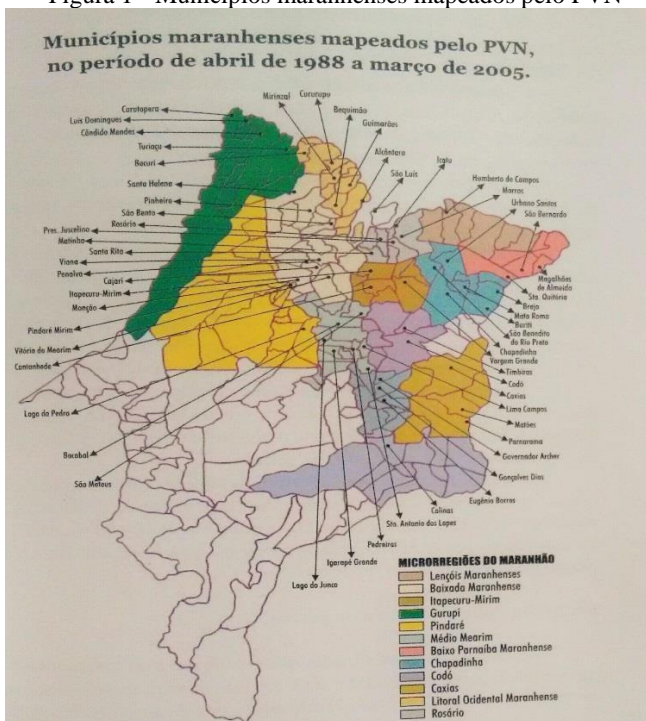 Figura 1 - Municípios maranhenses mapeados pelo PVN
Municípios maranhenses mapeados pelo PVN,
no período de abril de 1988 a março de 2005.
Mirinzal
Cururupu
Bequimão
Guimarães
Alcântara
São Luís
Icatu
Carutapera
Luis Domingues
Cândido Mendes
Turiaçu
Bacuri
Santa Helena
Pinheiro
São Bento
Rosário
Pres. Juscelino
Matinha
Santa Rita
Viana
Penalva
Cajari
Itapecuru-Mirim
Monção
Pindaré Mirim
Vitória do Mearim
Cantanhede
Lago da Pedra
Bacabal
São Mateus
Humberto de Campos
Morros
Urbano Santos
São Bernardo
Magalhães
de Almeida
Sta. Quitéria
Brejo
Mata Roma
Buriti
São Benedito
do Rio Preto
Chapadinha
Vargem Grande
Timbiras
Codó
Caxias
Lima Campos
Matões
Parnarama
Governador Archer
Gonçalves Dias
Eugênio Barros
Colinas
Sto. Antonio dos Lopes
Pedreiras
Igarapé Grande
Lago do Junco
MICRORREGIÕES DO MARANHÃO
Lençóis Maranhenses
Baixada Maranhense
Itapecuru-Mirim
Gurupi
Pindaré
Médio Mearim
Baixo Parnaíba Maranhense
Chapadinha
Codó
Caxias
Litoral Ocidental Maranhense
Rosário